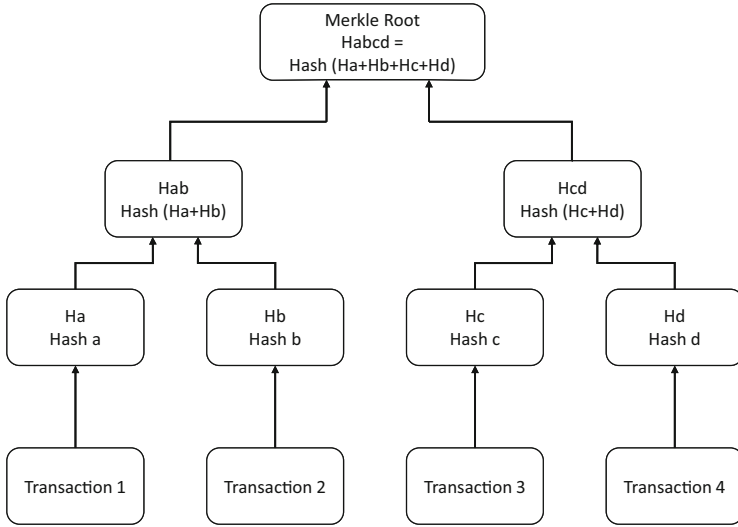 Merkle Root
Habcd =
Hash (Ha+Hb+Hc+Hd)
Hab
Hash (Ha+Hb)
Hcd
Hash (Hc+Hd)
Ha
Hash a
Hb
Hash b
Hc
Hash c
Hd
Hash d
Transaction 1
Transaction 2
Transaction 3
Transaction 4